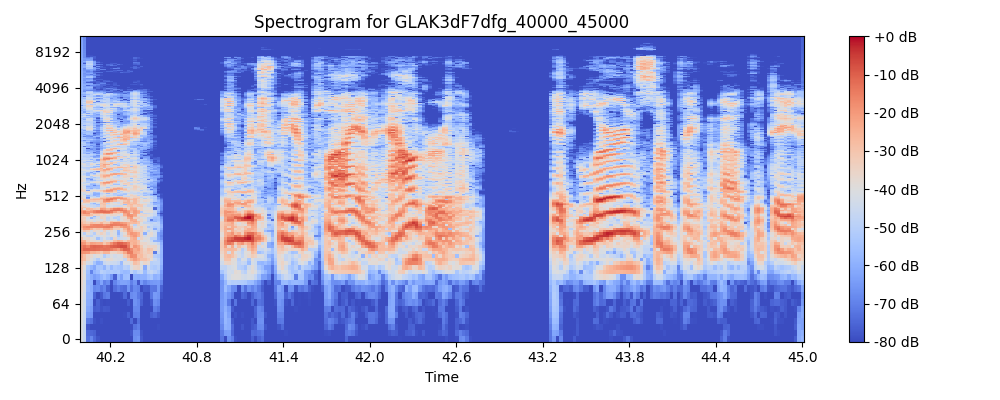 Spectrogram for GLAK3dF7dfg_40000_45000
8192
4096
2048
1024
512
256
128
64
0
Hz
40.2 40.8 41.4 42.0 42.6 43.2 43.8 44.4 45.0
Time
+0 dB
-10 dB
-20 dB
-30 dB
-40 dB
-50 dB
-60 dB
-70 dB
-80 dB